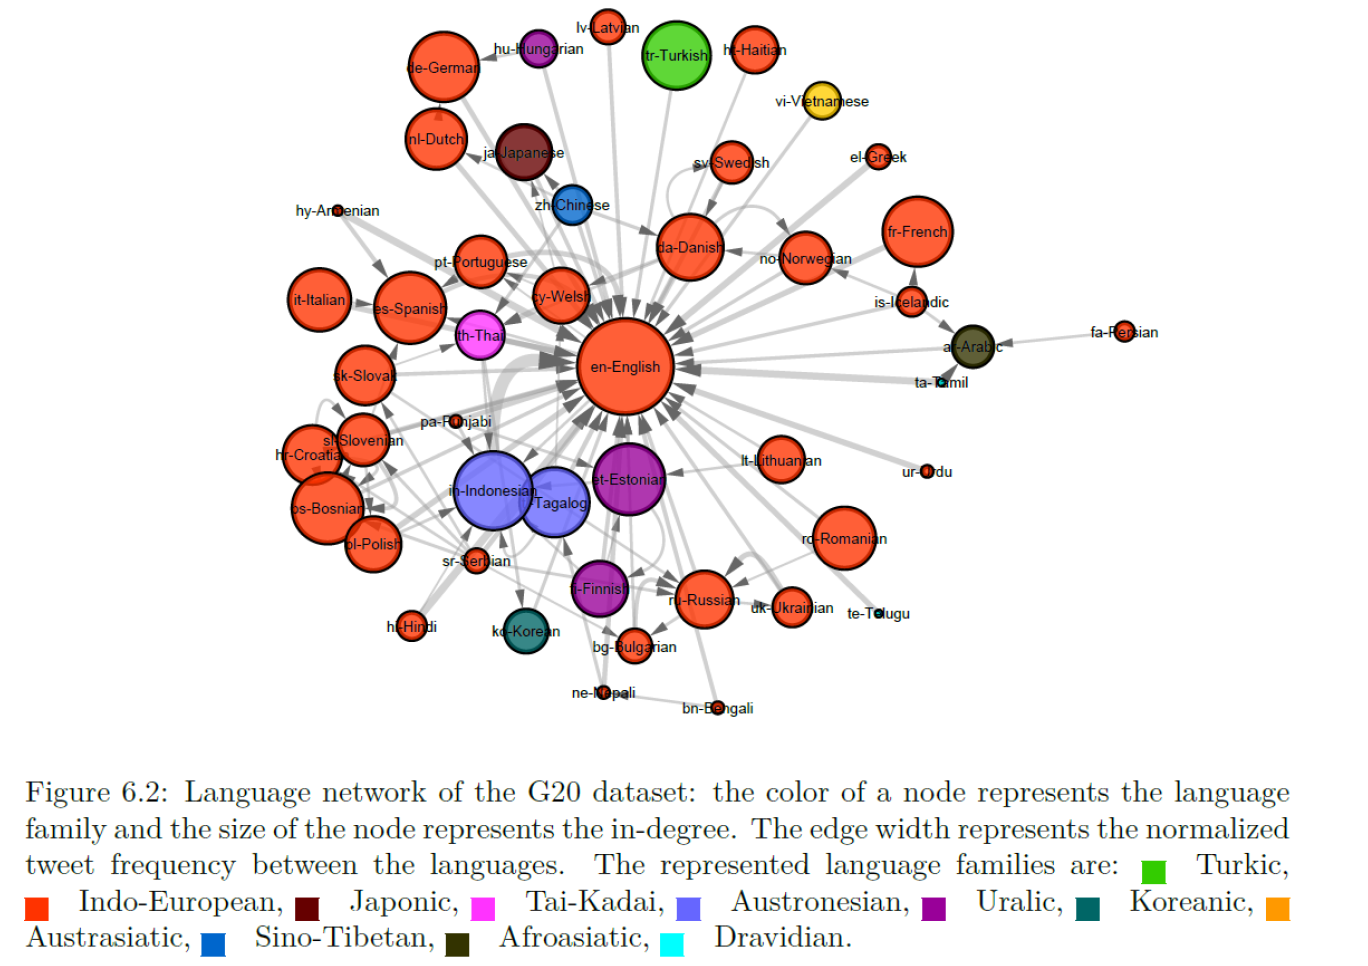 lv-Latvian
hu-Hungarian
tr-Turkish
ht-Haitian
de-German
vi-Vietnamese
nl-Dutch
ja-Japanese
sv-Swedish
el-Greek
zh-Chinese
hy-Armenian
fr-French
da-Danish
no-Norwegian
pt-Portuguese
cy-Welsh
it-Italian
es-Spanish
is-Icelandic
th-Thai
fa-Persian
ar-Arabic
en-English
sk-Slovak
ta-Tamil
pa-Punjabi
sl-Slovenian
hr-Croatian
lt-Lithuanian
ur-Urdu
et-Estonian
in-Indonesian
-Tagalog
bs-Bosnian
ro-Romanian
pl-Polish
sr-Serbian
fi-Finnish
ru-Russian
uk-Ukrainian
te-Telugu
hi-Hindi
ko-Korean
bg-Bulgarian
ne-Nepali
bn-Bengali
Figure 6.2: Language network of the G20 dataset: the color of a node represents the language
family and the size of the node represents the in-degree. The edge width represents the normalized
tweet frequency between the languages. The represented language families are: Turkic,
Indo-European, Japonic, Tai-Kadai, Austronesian, Uralic, Koreanic,
Austrasiatic, Sino-Tibetan, Afroasiatic, Dravidian.